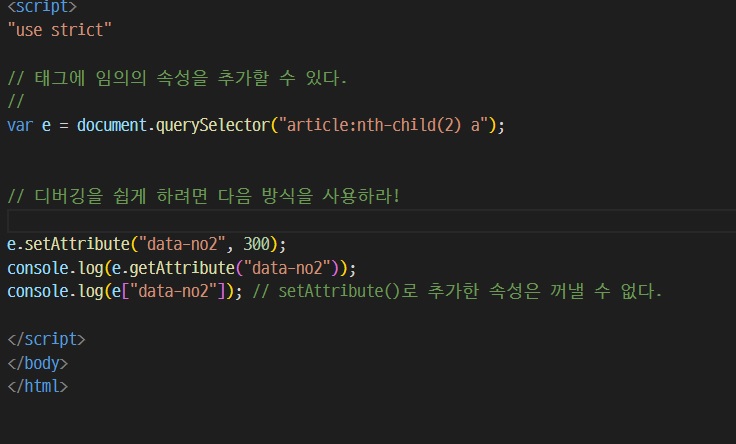 <script>
"use strict"
// 태그에 임의의 속성을 추가할 수 있다.
//
var e = document.querySelector("article:nth-child(2) a");
// 디버깅을 쉽게 하려면 다음 방식을 사용하라!
e.setAttribute("data-no2", 300);
console.log(e.getAttribute("data-no2"));
console.log(e["data-no2"]); // setAttribute()로 추가한 속성은 꺼낼 수 없다.
</script>
</body>
</html>